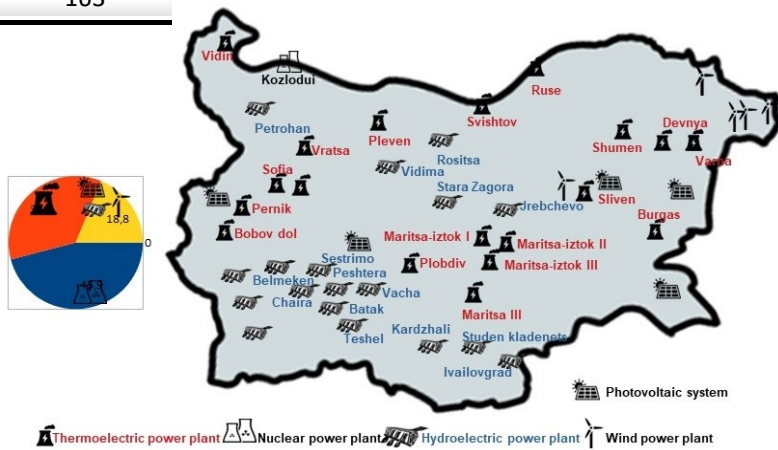 165
Vidin
Kozlodui
Ruse
Petrohan
Svishtov
Devnya
Pleven
Vratsa
Rositsa
Shumen
Varna
Vidima
Sofia
Stara Zagora
Sliven
Jrebchevo
Pernik
18,8
Burgas
0
Bobov dol
Maritsa-iztok I
Maritsa-iztok II
Sestrimo
Plobdiv
Maritsa-iztok III
Peshtera
Belmeken
Vacha
Chaira
Batak
Maritsa III
Teshel
Kardzhali
Studen kladenets
Ivailovgrad
Photovoltaic system
Thermoelectric power plant Nuclear power plant Hydroelectric power plant Wind power plant